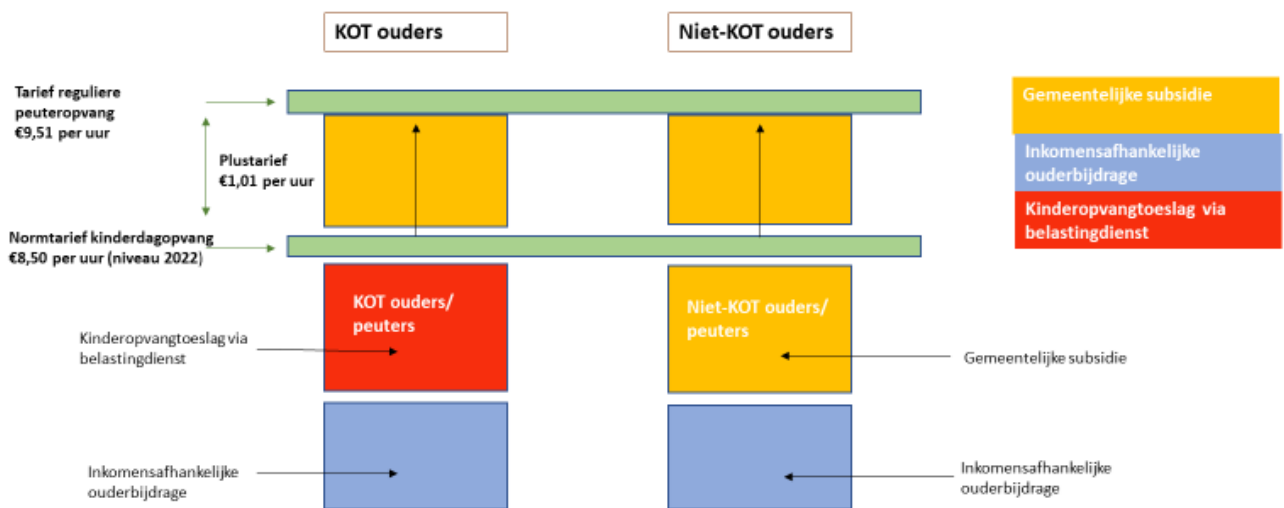 KOT ouders
Niet-KOT ouders
Tarief reguliere
peuteropvang
€9,51 per uur
Plustarief
€1,01 per uur
Normtarief kinderdagopvang
€8,50 per uur (niveau 2022)
Gemeentelijke subsidie
Inkomensafhankelijke
ouderbijdrage
Kinderopvangtoeslag via
belastingdienst
KOT ouders/
peuters
Niet-KOT ouders/
peuters
Kinderopvangtoeslag via
belastingdienst
Gemeentelijke subsidie
Inkomensafhankelijke
ouderbijdrage
Inkomensafhankelijke
ouderbijdrage